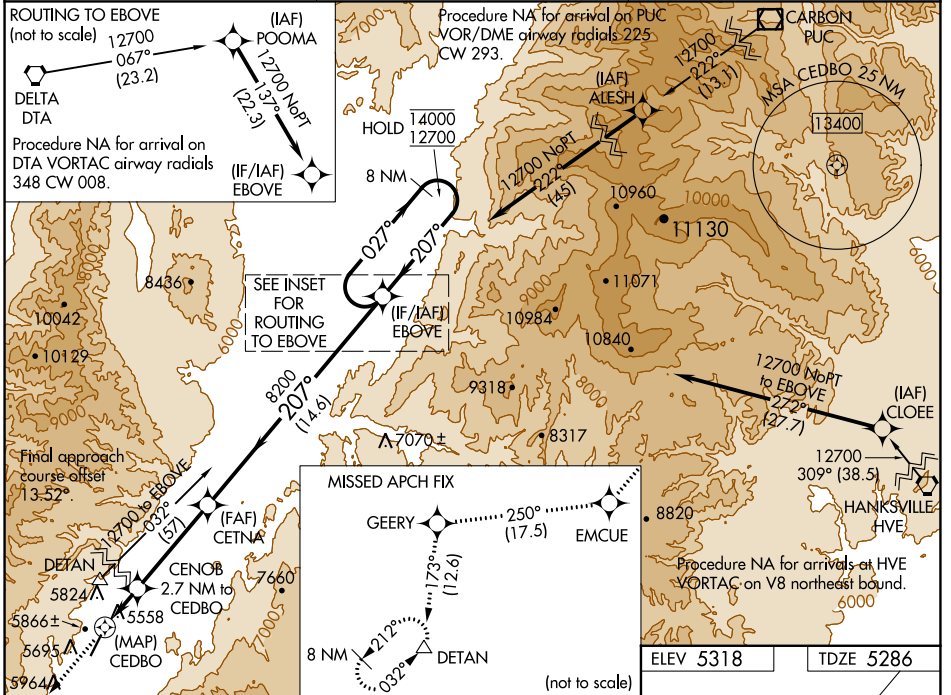 ROUTING TO EBOVE
(not to scale)
12700
067°
(23.2)
(IAF)
POOMA
12700 NoPT
137°
(22.3)
DELTA
DTA
Procedure NA for arrival on
DTA VORTAC airway radials
348 CW 008.
(IF/IAF)
EBOVE
Procedure NA for arrival on PUC
VOR/DME airway radials 225
CW 293.
CARBON
PUC
12700
222°
(13.1)
(IAF)
ALESH
MSA CEDBO 25 NM
13400
HOLD
14000
12700
8 NM
12700 NoPT
222°
(45)
027°
207°
10960
10000
11130
8436
6000
SEE INSET
FOR
ROUTING
TO EBOVE
(IF/IAF)
EBOVE
11071
10984
10840
10042
10129
9000
6000
8200
207°
(14.6)
9318
8000
7000
12700 NoPT
to EBOVE
272°
(27.7)
(IAF)
CLOEE
12700
309° (38.5)
HANKSVILLE
HVE
7070±
8317
Final approach
course offset
13.52°.
12700 to EBOVE
032°
(57)
(FAF)
CETNA
MISSED APCH FIX
GEERY
250°
(17.5)
EMCUE
173°
(12.6)
8 NM
212°
032°
DETAN
(not to scale)
8820
Procedure NA for arrivals at HVE
VORTAC on V8 northeast bound.
6000
DETAN
5824
CENOB
2.7 NM to
CEDBO
7660
5866±
5558
5695
(MAP)
CEDBO
5964
ELEV 5318
TDZE 5286